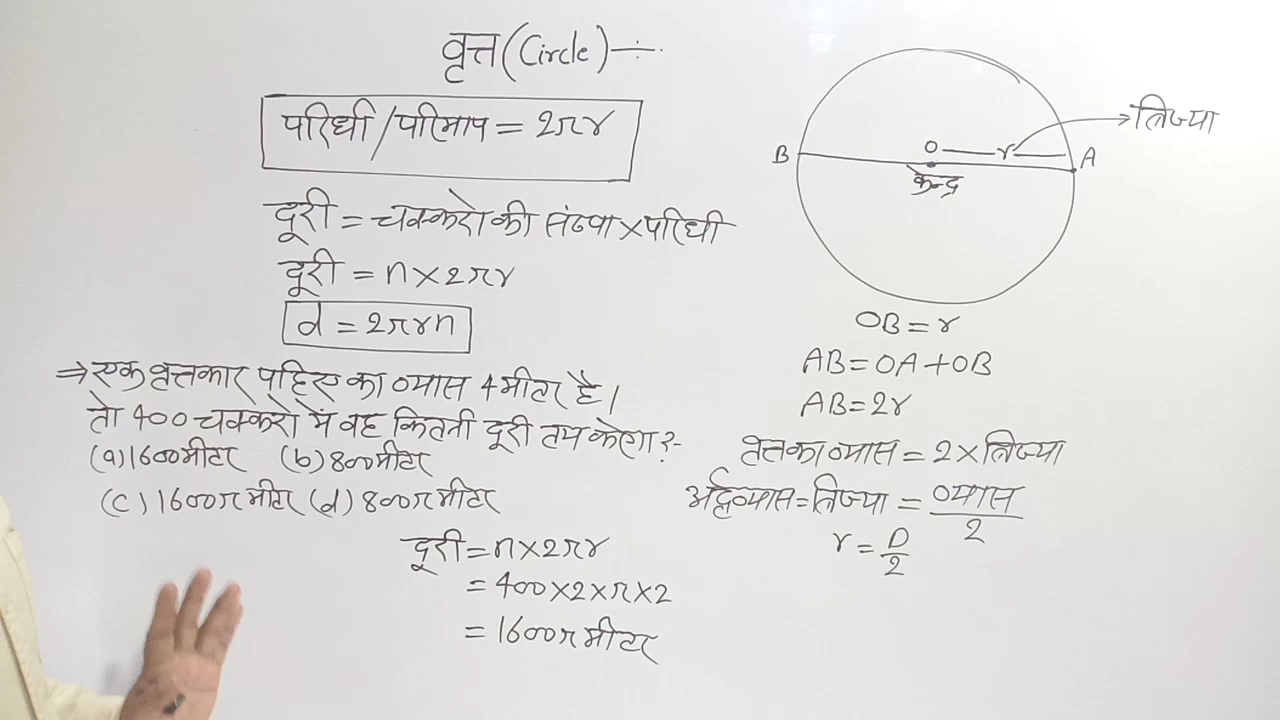 वृत्त (Circle) ÷
परिधी/परिमाप = 2πr
दूरी = चक्करो की संख्या × परिधी
दूरी = n × 2πr
d = 2πrn
⇒ एक वृत्तकार पहिए का व्यास 4 मीटर है।
तो 400 चक्करो में वह कितनी दूरी तय करेगा ?-
(a) 1600 मीटर (b) 800 मीटर
(c) 1600π मीटर (d) 800π मीटर
दूरी = n × 2πr
= 400 × 2 × π × 2
= 1600π मीटर
B O r A त्रिज्या
केन्द्र
OB = r
AB = OA + OB
AB = 2r
वृत्त का व्यास = 2 × त्रिज्या
अर्द्धव्यास = त्रिज्या = व्यास/2
r = D/2